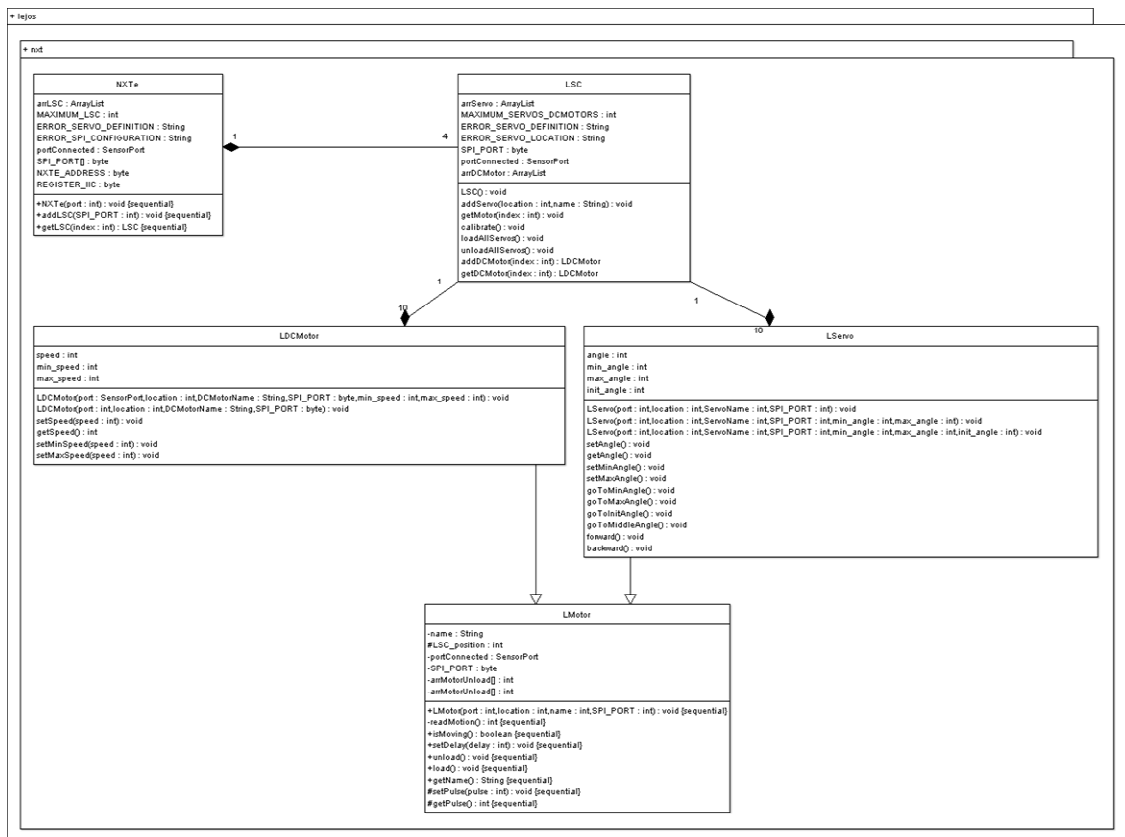 + lejos
+ nxt
NXTe
arrLSC : ArrayList
MAXIMUM_LSC : int
ERROR_SERVO_DEFINITION : String
ERROR_SPI_CONFIGURATION : String
portConnected : SensorPort
SPI_PORT[] : byte
NXTE_ADDRESS : byte
REGISTER_IIC : byte
+NXTe(port : int) : void {sequential}
+addLSC(SPI_PORT : int) : void {sequential}
+getLSC(index : int) : LSC {sequential}
1
4
LSC
arrServo : ArrayList
MAXIMUM_SERVOS_DCMOTORS : int
ERROR_SERVO_DEFINITION : String
ERROR_SERVO_LOCATION : String
SPI_PORT : byte
portConnected : SensorPort
arrDCMotor : ArrayList
LSC() : void
addServo(location : int,name : String) : void
getMotor(index : int) : void
calibrate() : void
loadAllServos() : void
unloadAllServos() : void
addDCMotor(index : int) : LDCMotor
getDCMotor(index : int) : LDCMotor
1
10
1
10
LDCMotor
speed : int
min_speed : int
max_speed : int
LDCMotor(port : SensorPort,location : int,DCMotorName : String,SPI_PORT : byte,min_speed : int,max_speed : int) : void
LDCMotor(port : int,location : int,DCMotorName : String,SPI_PORT : byte) : void
setSpeed(speed : int) : void
getSpeed() : int
setMinSpeed(speed : int) : void
setMaxSpeed(speed : int) : void
LServo
angle : int
min_angle : int
max_angle : int
init_angle : int
LServo(port : int,location : int,ServoName : int,SPI_PORT : int) : void
LServo(port : int,location : int,ServoName : int,SPI_PORT : int,min_angle : int,max_angle : int) : void
LServo(port : int,location : int,ServoName : int,SPI_PORT : int,min_angle : int,max_angle : int,init_angle : int) : void
setAngle() : void
getAngle() : void
setMinAngle() : void
setMaxAngle() : void
goToMinAngle() : void
goToMaxAngle() : void
goToInitAngle() : void
goToMiddleAngle() : void
forward() : void
backward() : void
LMotor
-name : String
#LSC_position : int
-portConnected : SensorPort
-SPI_PORT : byte
-arrMotorUnload[] : int
-arrMotorUnload[] : int
+LMotor(port : int,location : int,name : int,SPI_PORT : int) : void {sequential}
-readMotion() : int {sequential}
+isMoving() : boolean {sequential}
+setDelay(delay : int) : void {sequential}
+unload() : void {sequential}
+load() : void {sequential}
+getName() : String {sequential}
#setPulse(pulse : int) : void {sequential}
#getPulse() : int {sequential}